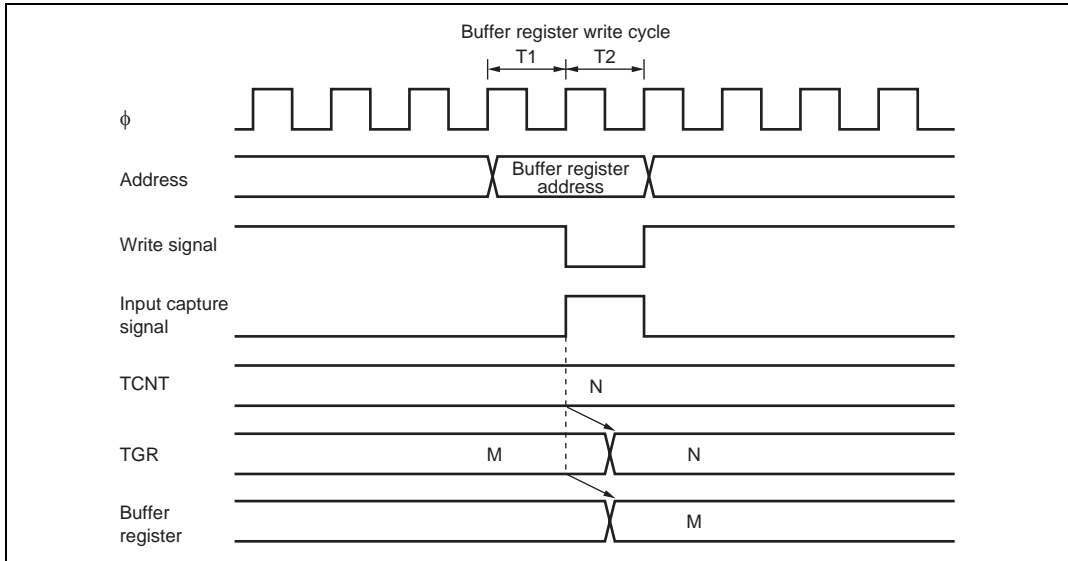 Buffer register write cycle
T1 T2
ϕ
Address
Buffer register
address
Write signal
Input capture
signal
TCNT
N
TGR
M N
Buffer
register
M